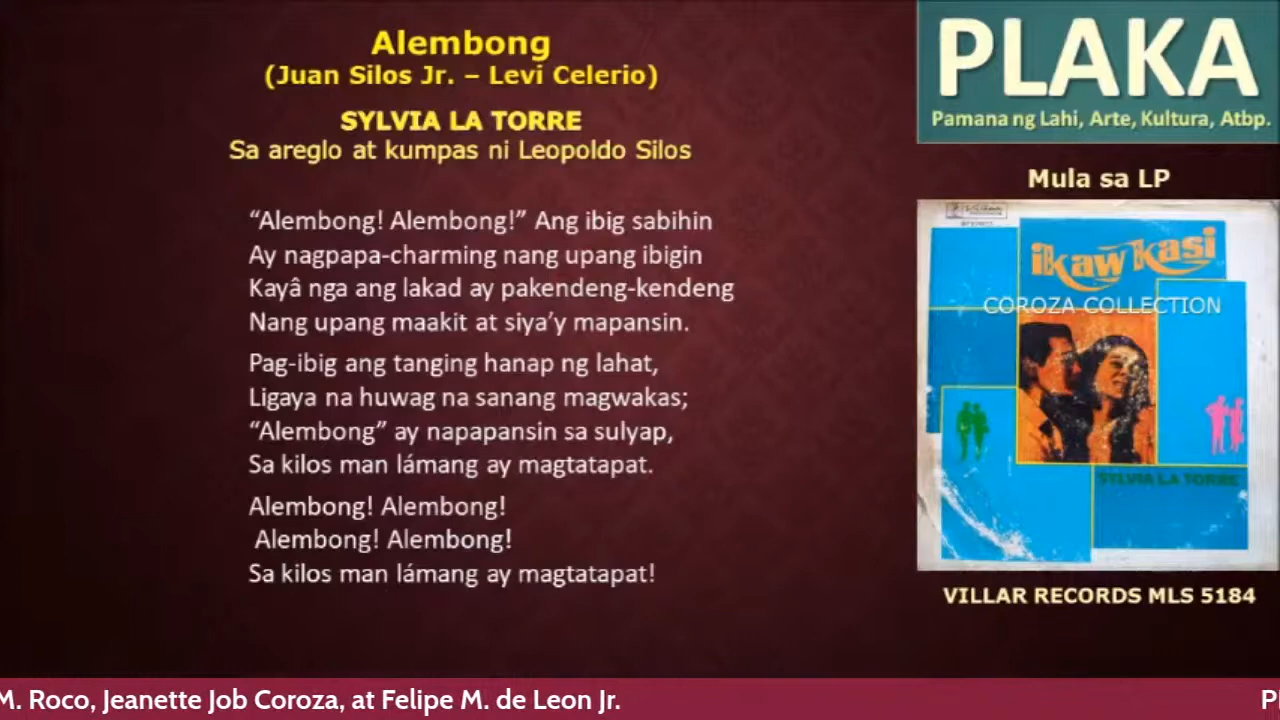 Alembong
(Juan Silos Jr. – Levi Celerio)
SYLVIA LA TORRE
Sa areglo at kumpas ni Leopoldo Silos
“Alembong! Alembong!” Ang ibig sabihin
Ay nagpapa-charming nang upang ibigin
Kayâ nga ang lakad ay pakendeng-kendeng
Nang upang maakit at siya’y mapansin.
Pag-ibig ang tanging hanap ng lahat,
Ligaya na huwag na sanang magwakas;
“Alembong” ay napapansin sa sulyap,
Sa kilos man lámang ay magtatapat.
Alembong! Alembong!
Alembong! Alembong!
Sa kilos man lámang ay magtatapat!
PLAKA
Pamana ng Lahi, Arte, Kultura, Atbp.
Mula sa LP
ikaw kasi
COROZA COLLECTION
SYLVIA LA TORRE
VILLAR RECORDS MLS 5184
M. Roco, Jeanette Job Coroza, at Felipe M. de Leon Jr.